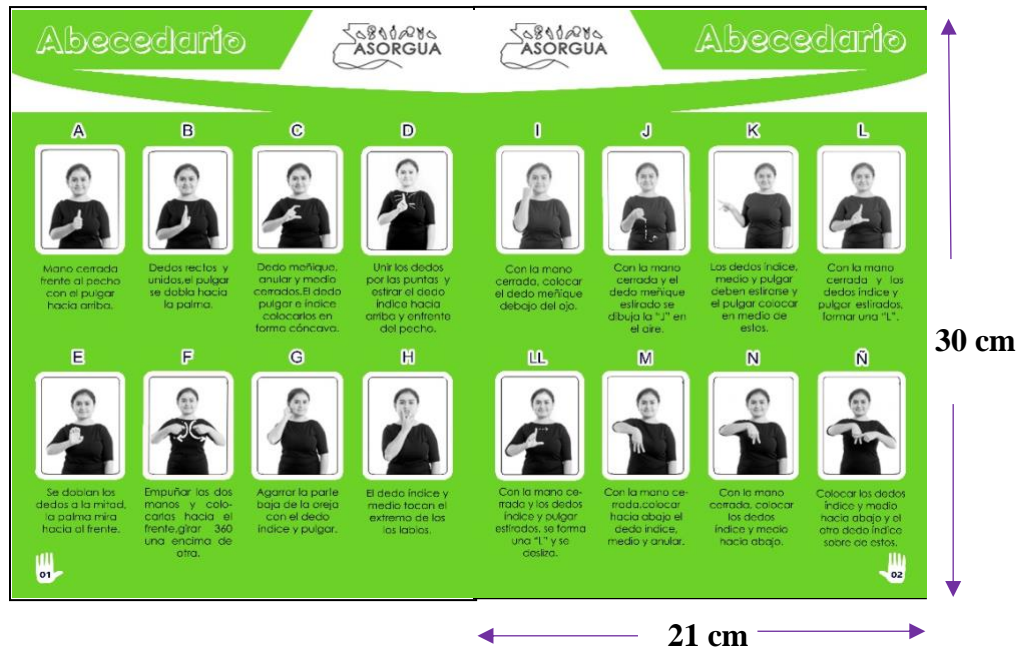 Abecedario
ASORGUA
A
Mano cerrada
frente al pecho
con el pulgar
hacia arriba.
B
Dedos rectos y
unidos,el pulgar
se dobla hacia
la palma.
C
Dedo meñique,
anular y medio
cerrados.El dedo
pulgar e índice
colocarlos en
forma cóncava.
D
Unir los dedos
por las puntas y
estirar el dedo
índice hacia
arriba y enfrente
del pecho.
E
Se doblan los
dedos a la mitad,
la palma mira
hacia al frente.
F
Empuñar las dos
manos y colo-
carlas hacia el
frente,girar 360
una encima de
otra.
G
Agarrar la parte
baja de la oreja
con el dedo
índice y pulgar.
H
El dedo índice y
medio tocan el
extremo de los
los labios.
01
ASORGUA
Abecedario
I
Con la mano
cerrada, colocar
el dedo meñique
debajo del ojo.
J
Con la mano
cerrada y el
dedo meñique
estirado se
dibuja la "J" en
el aire.
K
Los dedos índice,
medio y pulgar
deben estirarse y
el pulgar colocar
en medio de
estos.
L
Con la mano
cerrada y los
dedos índice y
pulgar estirados,
formar una "L".
LL
Con la mano ce-
rrada y los dedos
índice y pulgar
estirados, se forma
una "L" y se
desliza.
M
Con la mano ce-
rrada,colocar
hacia abajo el
dedo índice,
medio y anular.
N
Con la mano
cerrada, colocar
los dedos
índice y medio
hacia abajo.
Ñ
Colocar los dedos
índice y medio
hacia abajo y el
otro dedo índice
sobre de estos.
02
30 cm
21 cm